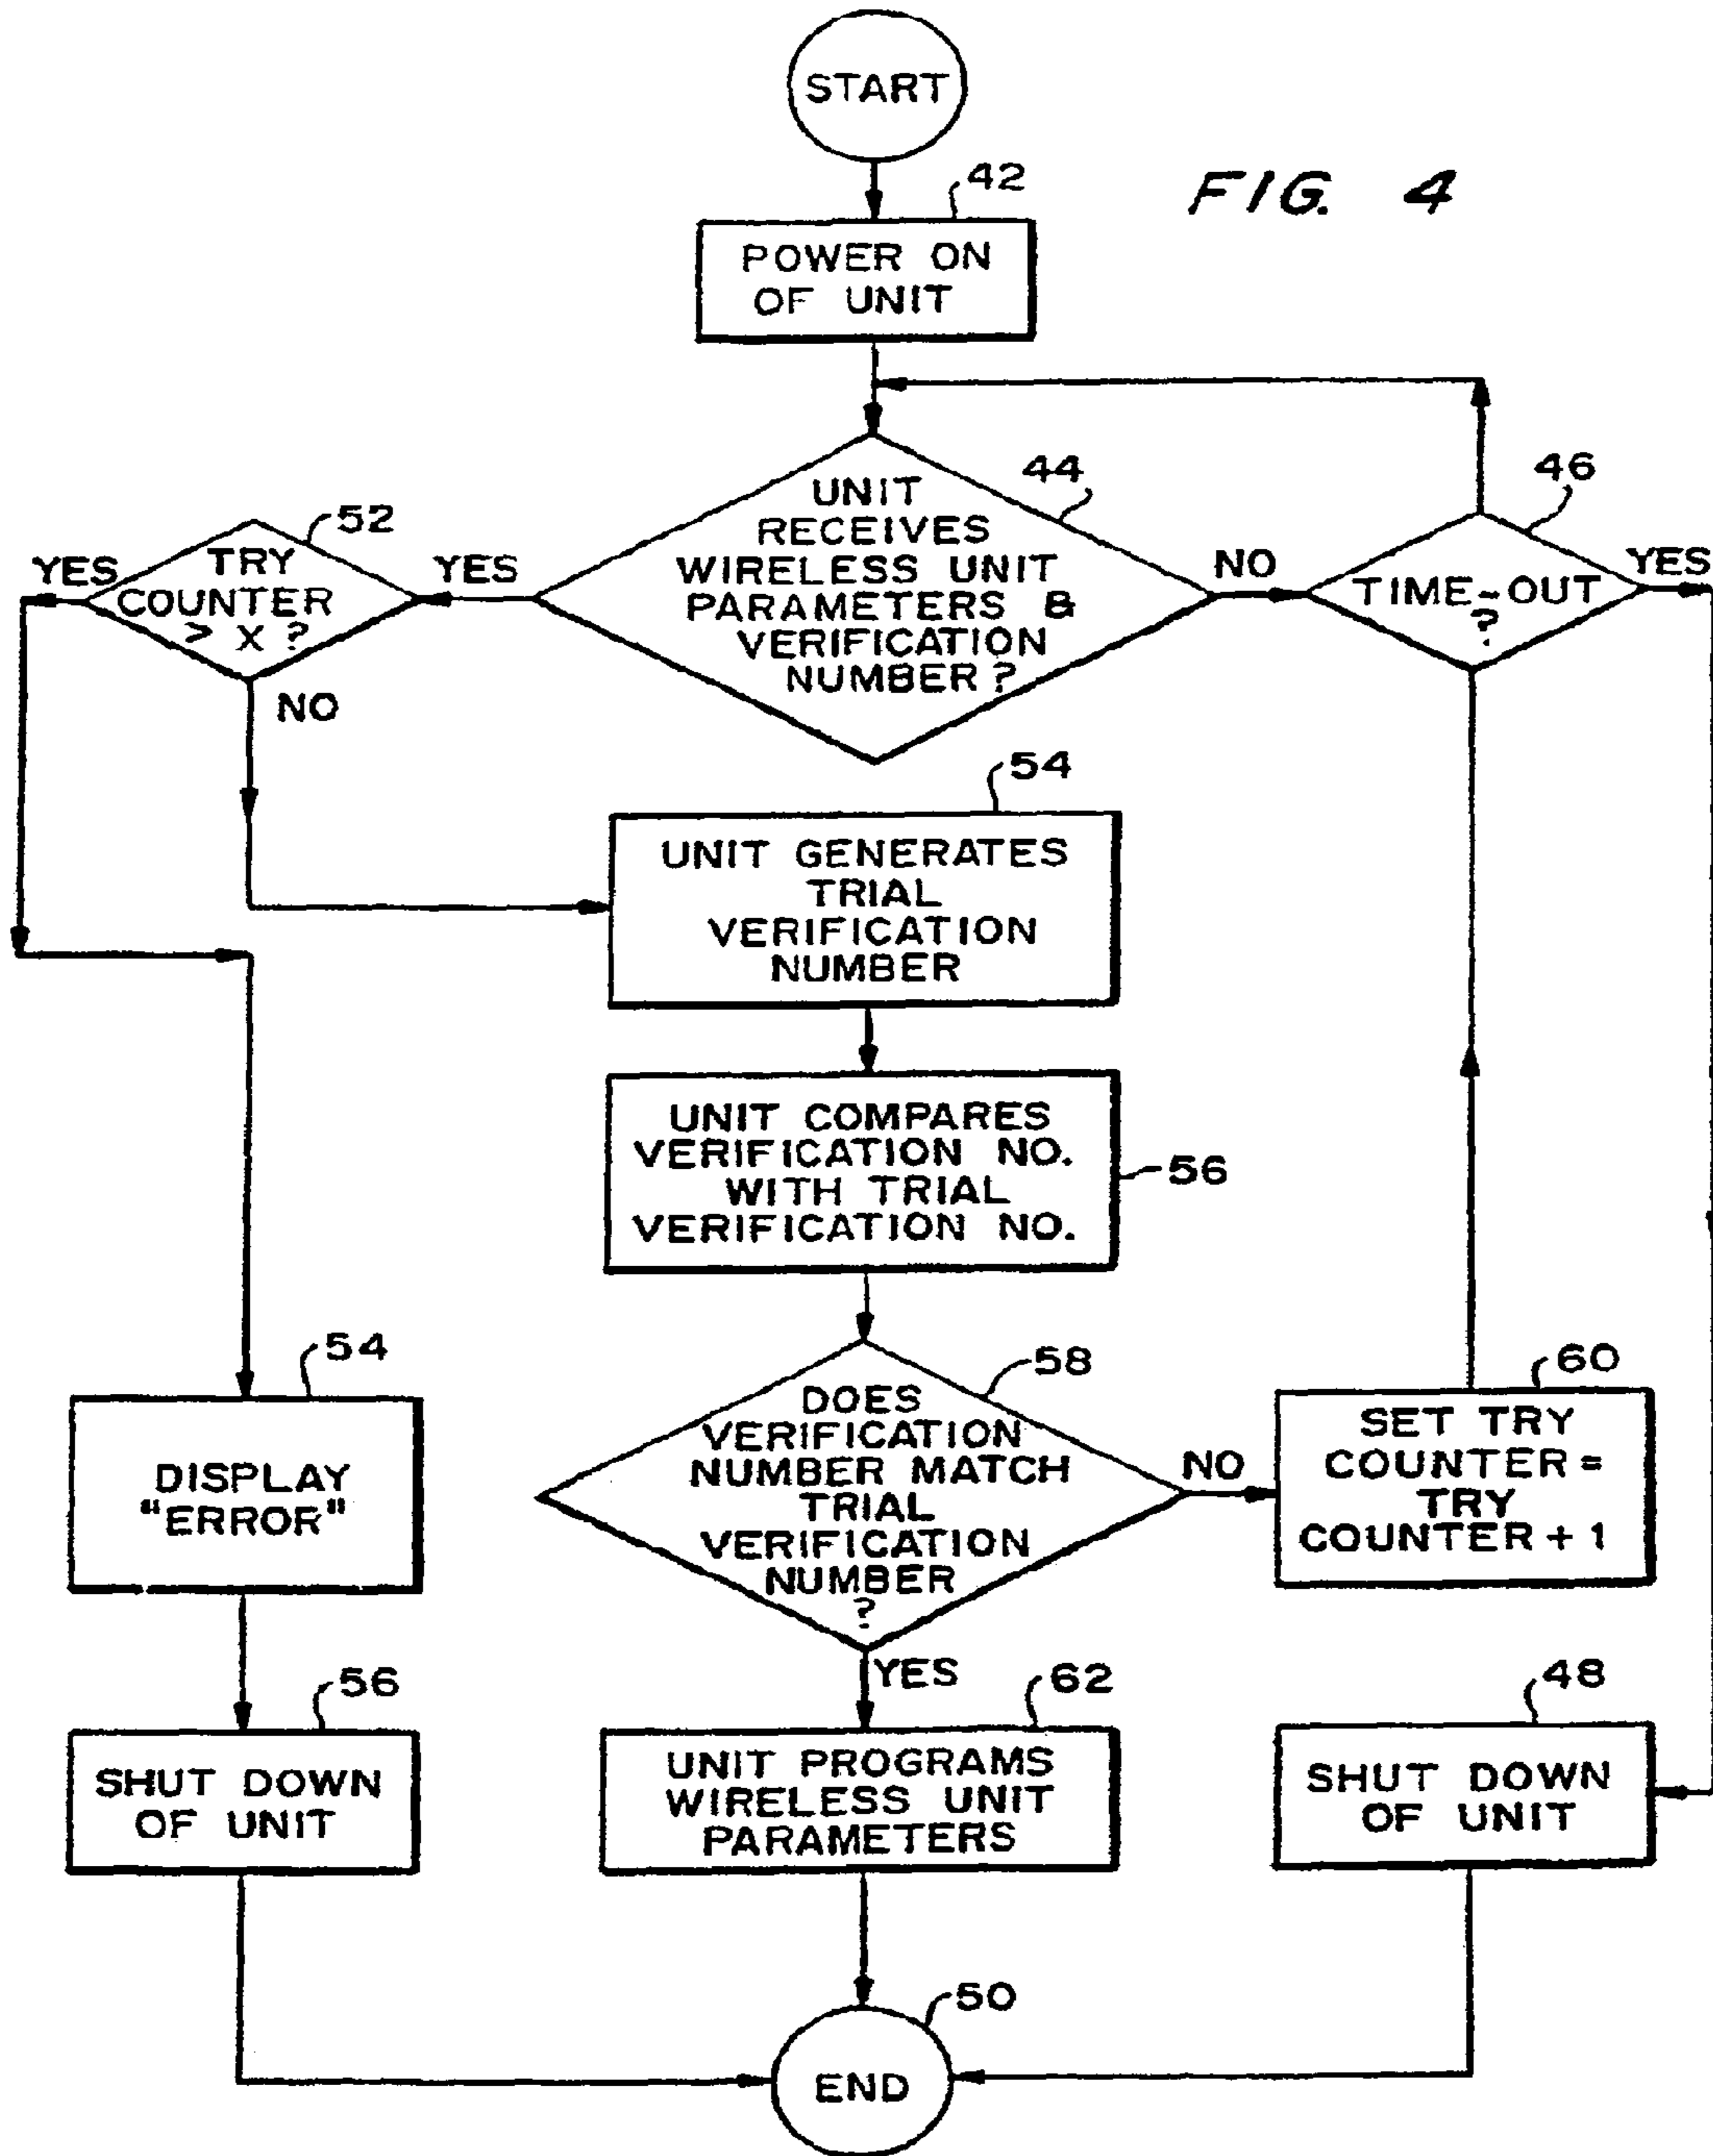 START
FIG. 4
42
POWER ON
OF UNIT
44
UNIT
RECEIVES
WIRELESS UNIT
PARAMETERS &
VERIFICATION
NUMBER?
46
TIME-OUT
?
NO
YES
52
TRY
COUNTER
> X ?
YES
YES
NO
54
UNIT GENERATES
TRIAL
VERIFICATION
NUMBER
UNIT COMPARES
VERIFICATION NO.
WITH TRIAL
VERIFICATION NO.
56
54
DISPLAY
"ERROR"
58
DOES
VERIFICATION
NUMBER MATCH
TRIAL
VERIFICATION
NUMBER
?
NO
60
SET TRY
COUNTER =
TRY
COUNTER + 1
YES
56
SHUT DOWN
OF UNIT
62
UNIT PROGRAMS
WIRELESS UNIT
PARAMETERS
48
SHUT DOWN
OF UNIT
50
END